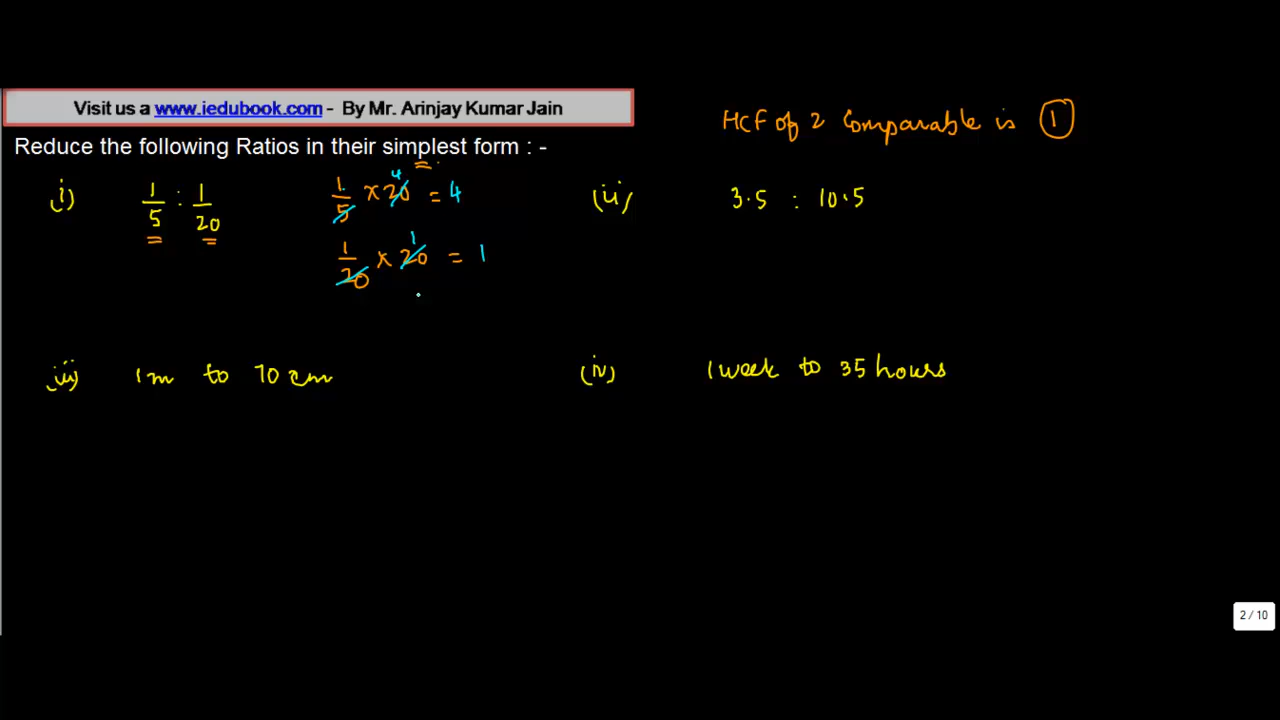 Visit us a www.iedubook.com - By Mr. Arinjay Kumar Jain
HCF of 2 Comparable is 1
Reduce the following Ratios in their simplest form : -
(i) 1/5 : 1/20
1/5 × 20 = 4
4
1/20 × 20 = 1
1
(ii) 3.5 : 10.5
(iii) 1m to 70 cm
(iv) 1 week to 35 hours
2 / 10